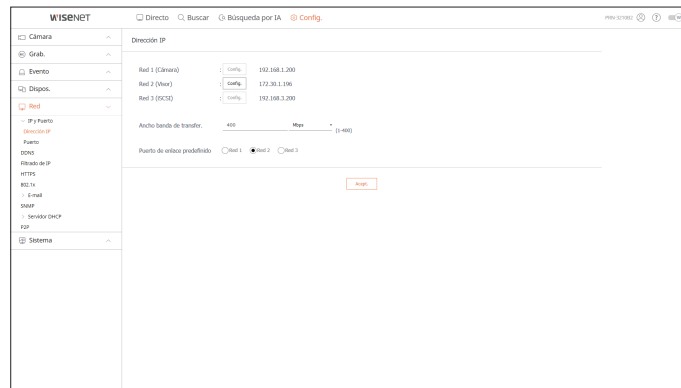 WISENET
Directo Buscar Búsqueda por IA Config.
Cámara
Grab.
Evento
Dispos.
Red
IP y Puerto
Dirección IP
Puerto
DDNS
Filtrado de IP
HTTPS
802.1x
E-mail
SNMP
Servidor DHCP
P2P
Sistema
Dirección IP
Red 1 (Cámara) : Config. 192.168.1.200
Red 2 (Visor) : Config. 172.30.1.196
Red 3 (iSCSI) : Config. 192.168.3.200
Ancho banda de transfer. 400 Mbps (1~400)
Puerto de enlace predefinido Red 1 Red 2 Red 3
Acept.